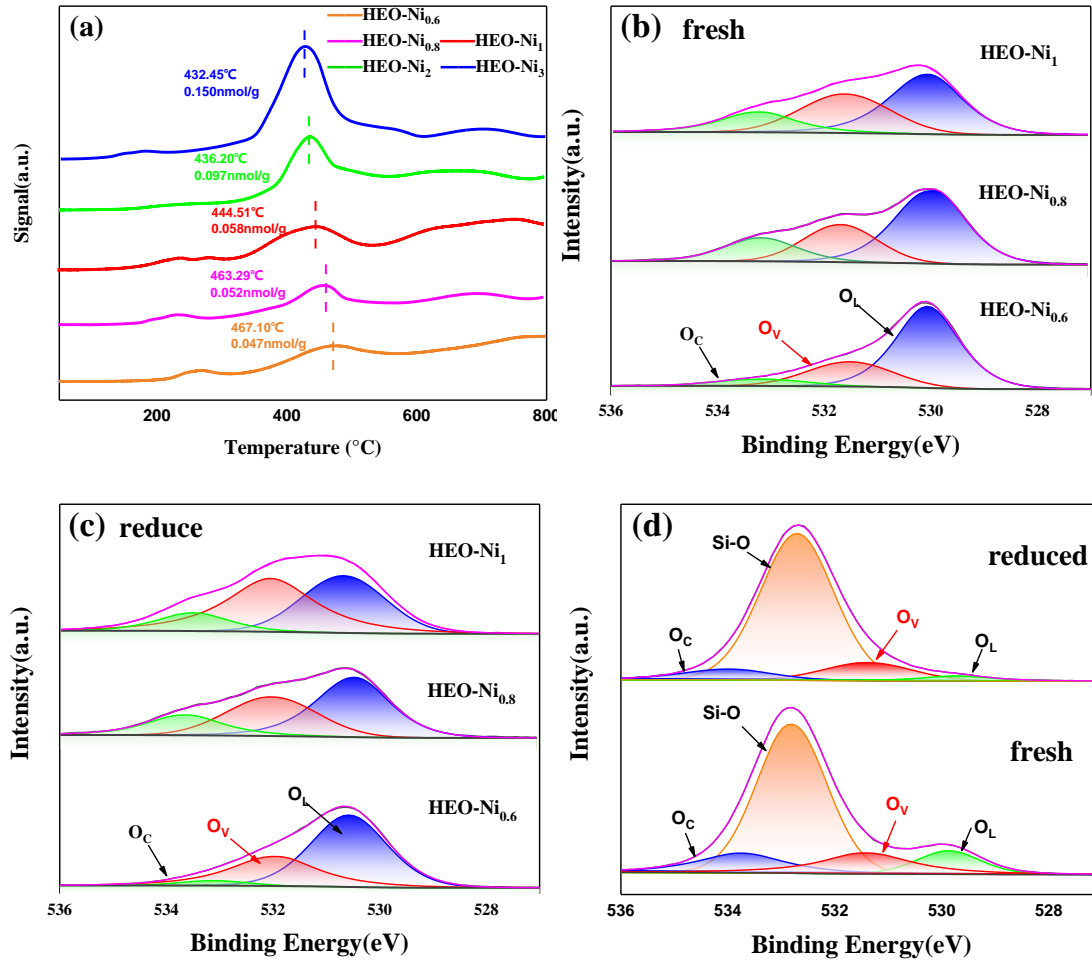 (a)
HEO-Ni0.6
HEO-Ni0.8 HEO-Ni1
HEO-Ni2 HEO-Ni3
432.45℃
0.150nmol/g
436.20℃
0.097nmol/g
444.51℃
0.058nmol/g
463.29℃
0.052nmol/g
467.10℃
0.047nmol/g
Signal(a.u.)
200 400 600 800
Temperature (°C)
(b) fresh
HEO-Ni1
HEO-Ni0.8
HEO-Ni0.6
OL
OV
OC
Intensity(a.u.)
536 534 532 530 528
Binding Energy(eV)
(c) reduce
HEO-Ni1
HEO-Ni0.8
HEO-Ni0.6
OL
OV
OC
Intensity(a.u.)
536 534 532 530 528
Binding Energy(eV)
(d)
reduced
Si-O
OC
OV
OL
fresh
Si-O
OC
OV
OL
Intensity(a.u.)
536 534 532 530 528
Binding Energy(eV)